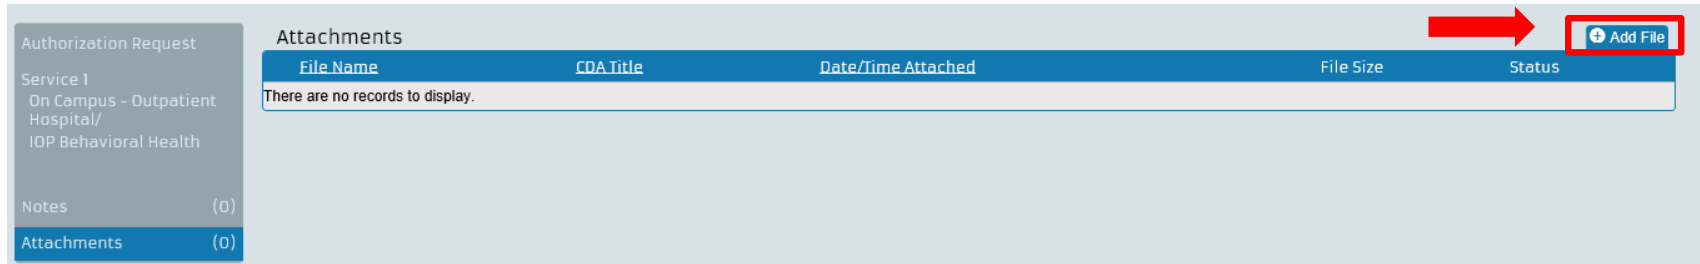 Authorization Request
Service 1
On Campus - Outpatient
Hospital/
IOP Behavioral Health
Notes (0)
Attachments (0)
Attachments
Add File
File Name CDA Title Date/Time Attached File Size Status
There are no records to display.